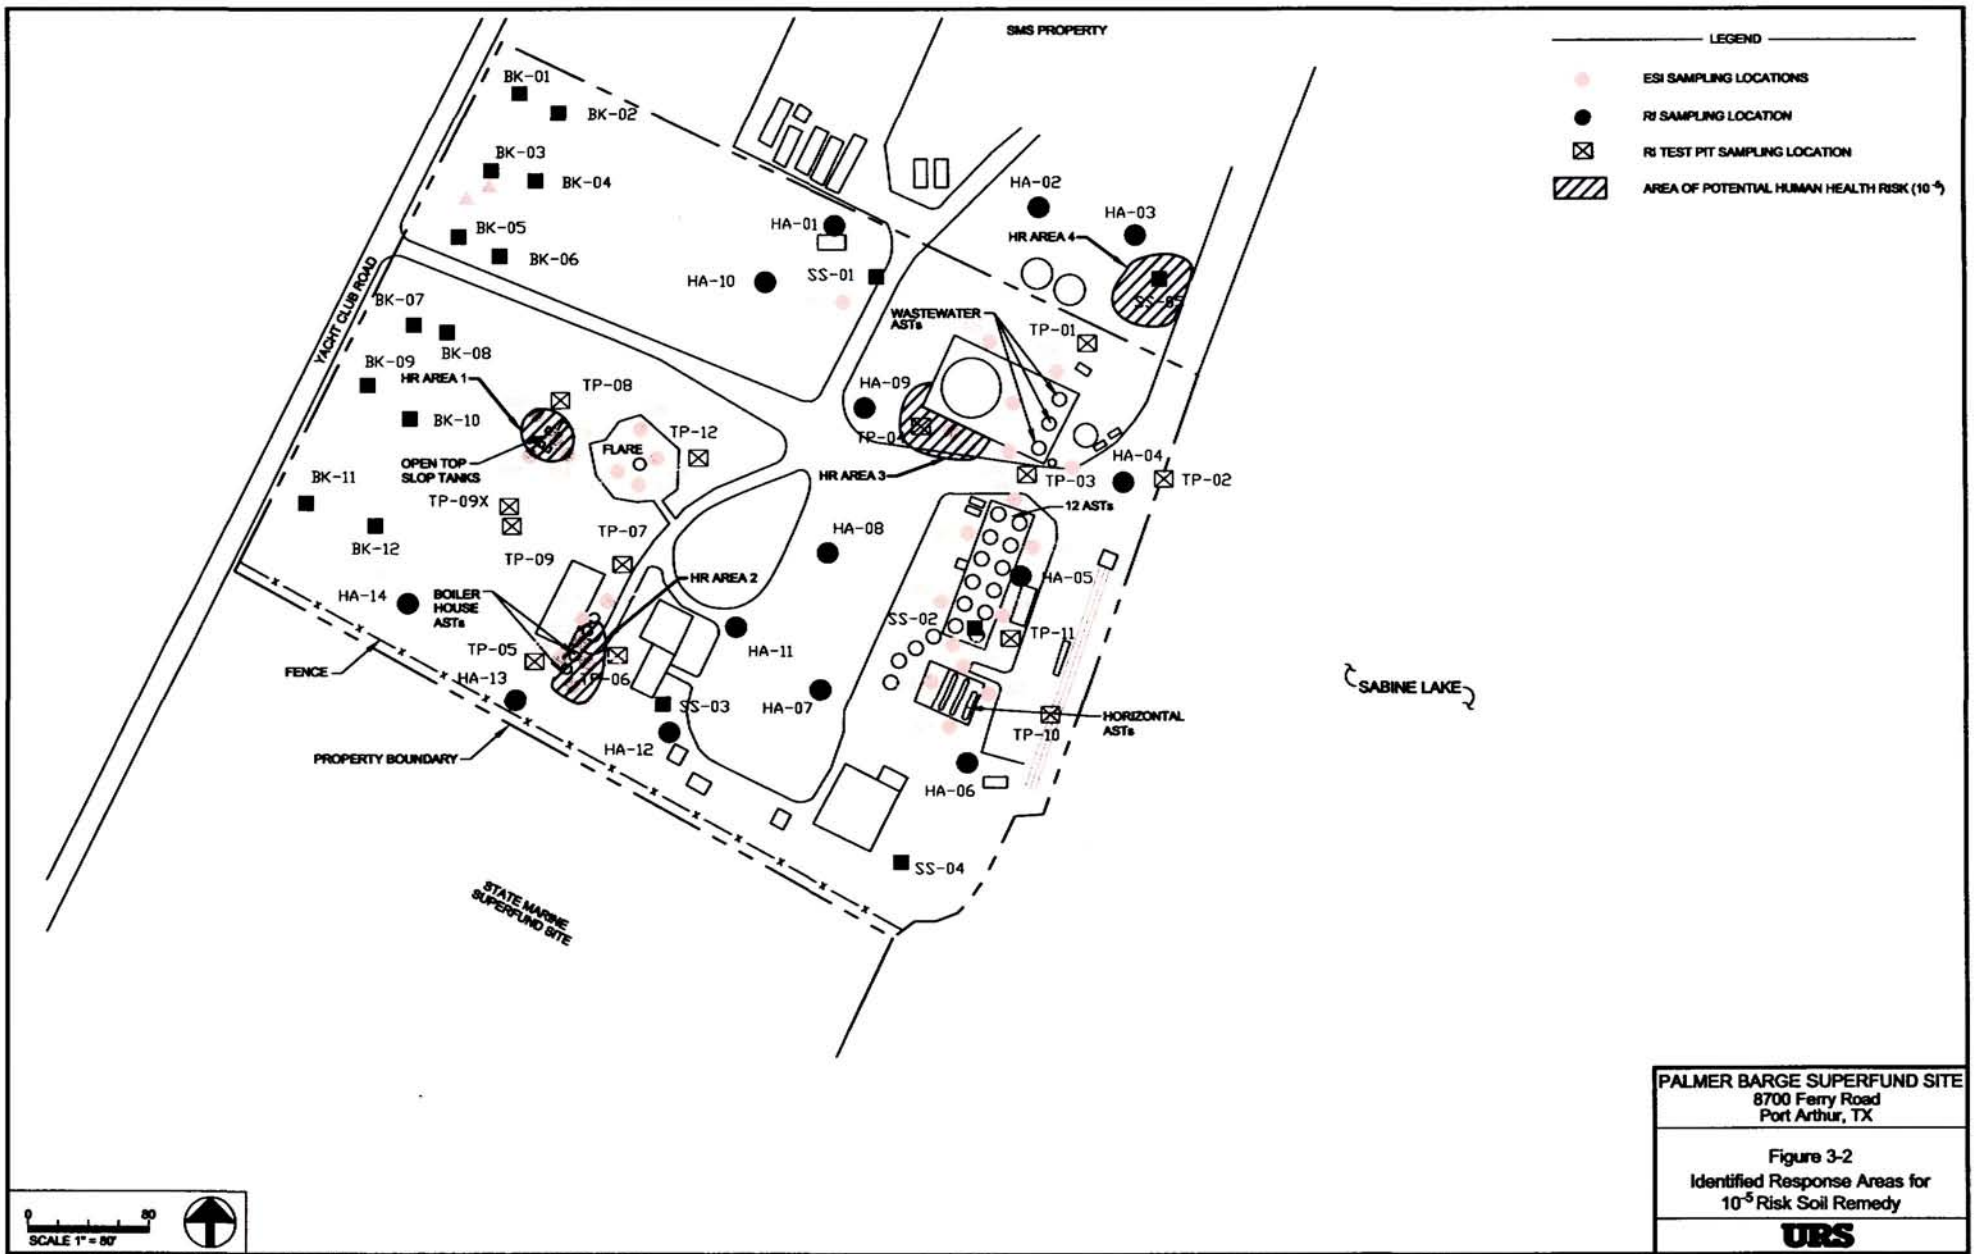 SMS PROPERTY
LEGEND
ESI SAMPLING LOCATIONS
RI SAMPLING LOCATION
RI TEST PIT SAMPLING LOCATION
AREA OF POTENTIAL HUMAN HEALTH RISK (10⁻⁵)
BK-01
BK-02
BK-03
BK-04
BK-05
BK-06
YACHT CLUB ROAD
BK-07
BK-08
BK-09
BK-10
BK-11
BK-12
HA-01
HA-10
SS-01
HA-02
HA-03
HR AREA 4
SS-05
WASTEWATER
ASTs
TP-01
HR AREA 1
TP-08
HA-09
TP-04
OPEN TOP
SLOP TANKS
FLARE
TP-12
HR AREA 3
HA-04
TP-03
TP-02
TP-09X
TP-09
TP-07
12 ASTs
HA-08
HR AREA 2
HA-05
HA-14
BOILER
HOUSE
ASTs
SS-02
TP-11
TP-05
TP-06
HA-11
FENCE
HA-13
SS-03
HA-07
HORIZONTAL
ASTs
TP-10
SABINE LAKE
HA-12
PROPERTY BOUNDARY
HA-06
SS-04
STATE MARINE
SUPERFUND SITE
PALMER BARGE SUPERFUND SITE
8700 Ferry Road
Port Arthur, TX
Figure 3-2
Identified Response Areas for
10⁻⁵ Risk Soil Remedy
URS
0 80
SCALE 1" = 80'